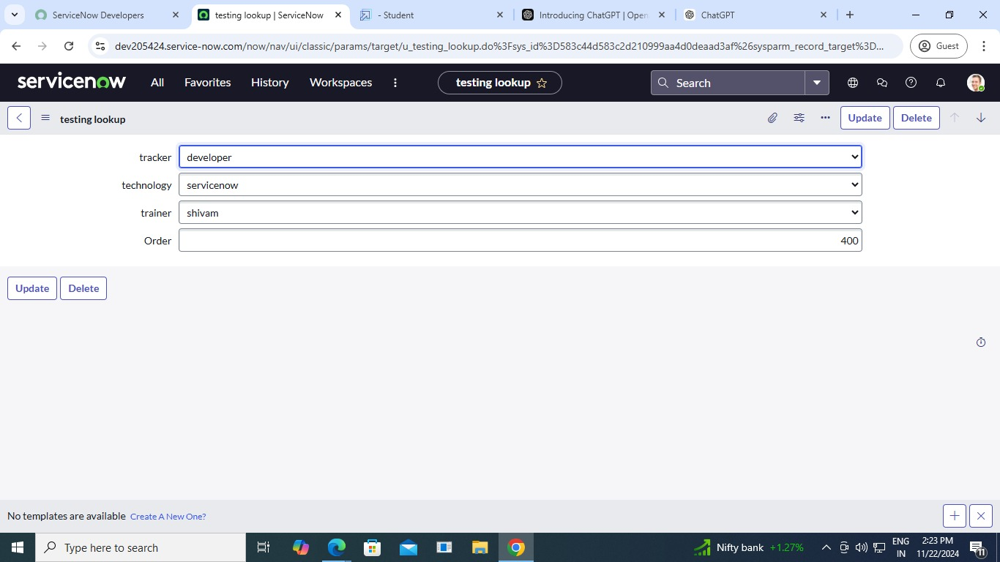 ServiceNow Developers
testing lookup | ServiceNow
- Student
Introducing ChatGPT | Open
ChatGPT
dev205424.service-now.com/now/nav/ui/classic/params/target/u_testing_lookup.do%3Fsys_id%3D583c44d583c2d210999aa4d0deaad3af%26sysparm_record_target%3D...
Guest
servicenow
All
Favorites
History
Workspaces
testing lookup
Search
testing lookup
Update
Delete
tracker
developer
technology
servicenow
trainer
shivam
Order
400
Update
Delete
No templates are available Create A New One?
Type here to search
Nifty bank +1.27%
ENG
IN
2:23 PM
11/22/2024
11